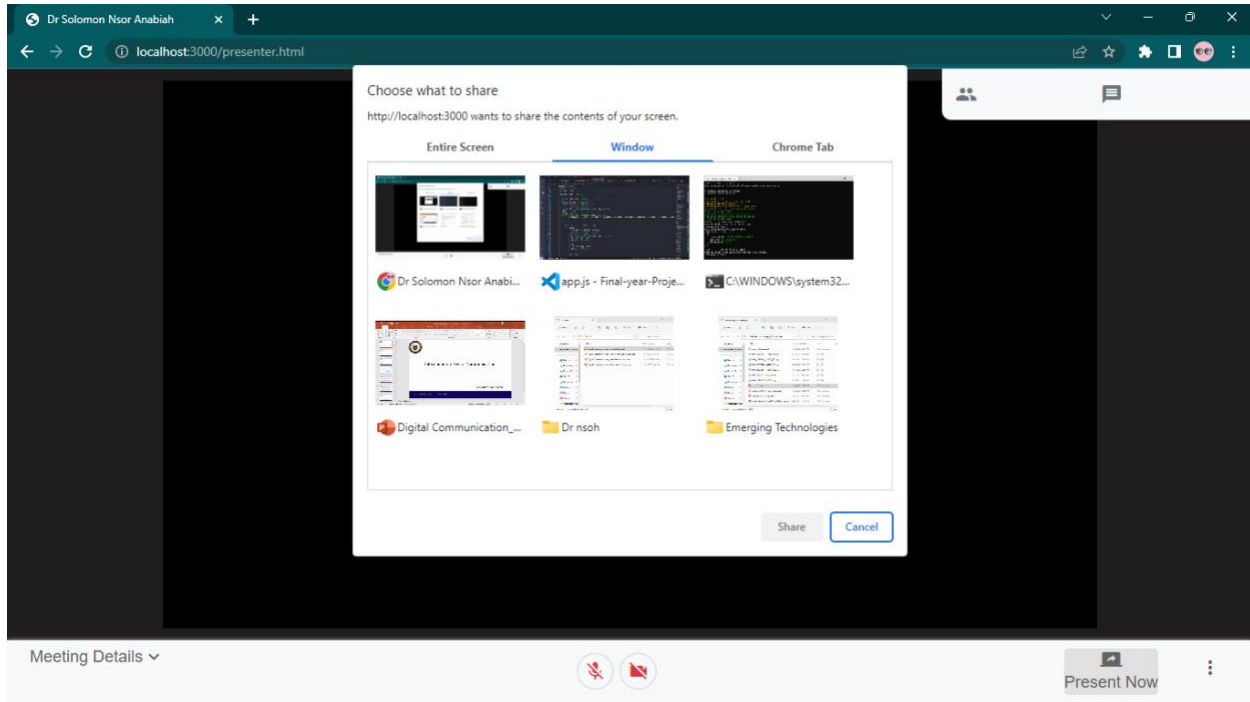 Dr Solomon Nsor Anabiah
localhost:3000/presenter.html
Choose what to share
http://localhost:3000 wants to share the contents of your screen.
Entire Screen Window Chrome Tab
Dr Solomon Nsor Anabi... app.js - Final-year-Proje... C:\WINDOWS\system32...
Digital Communication_... Dr nsoh Emerging Technologies
Share Cancel
Meeting Details
Present Now